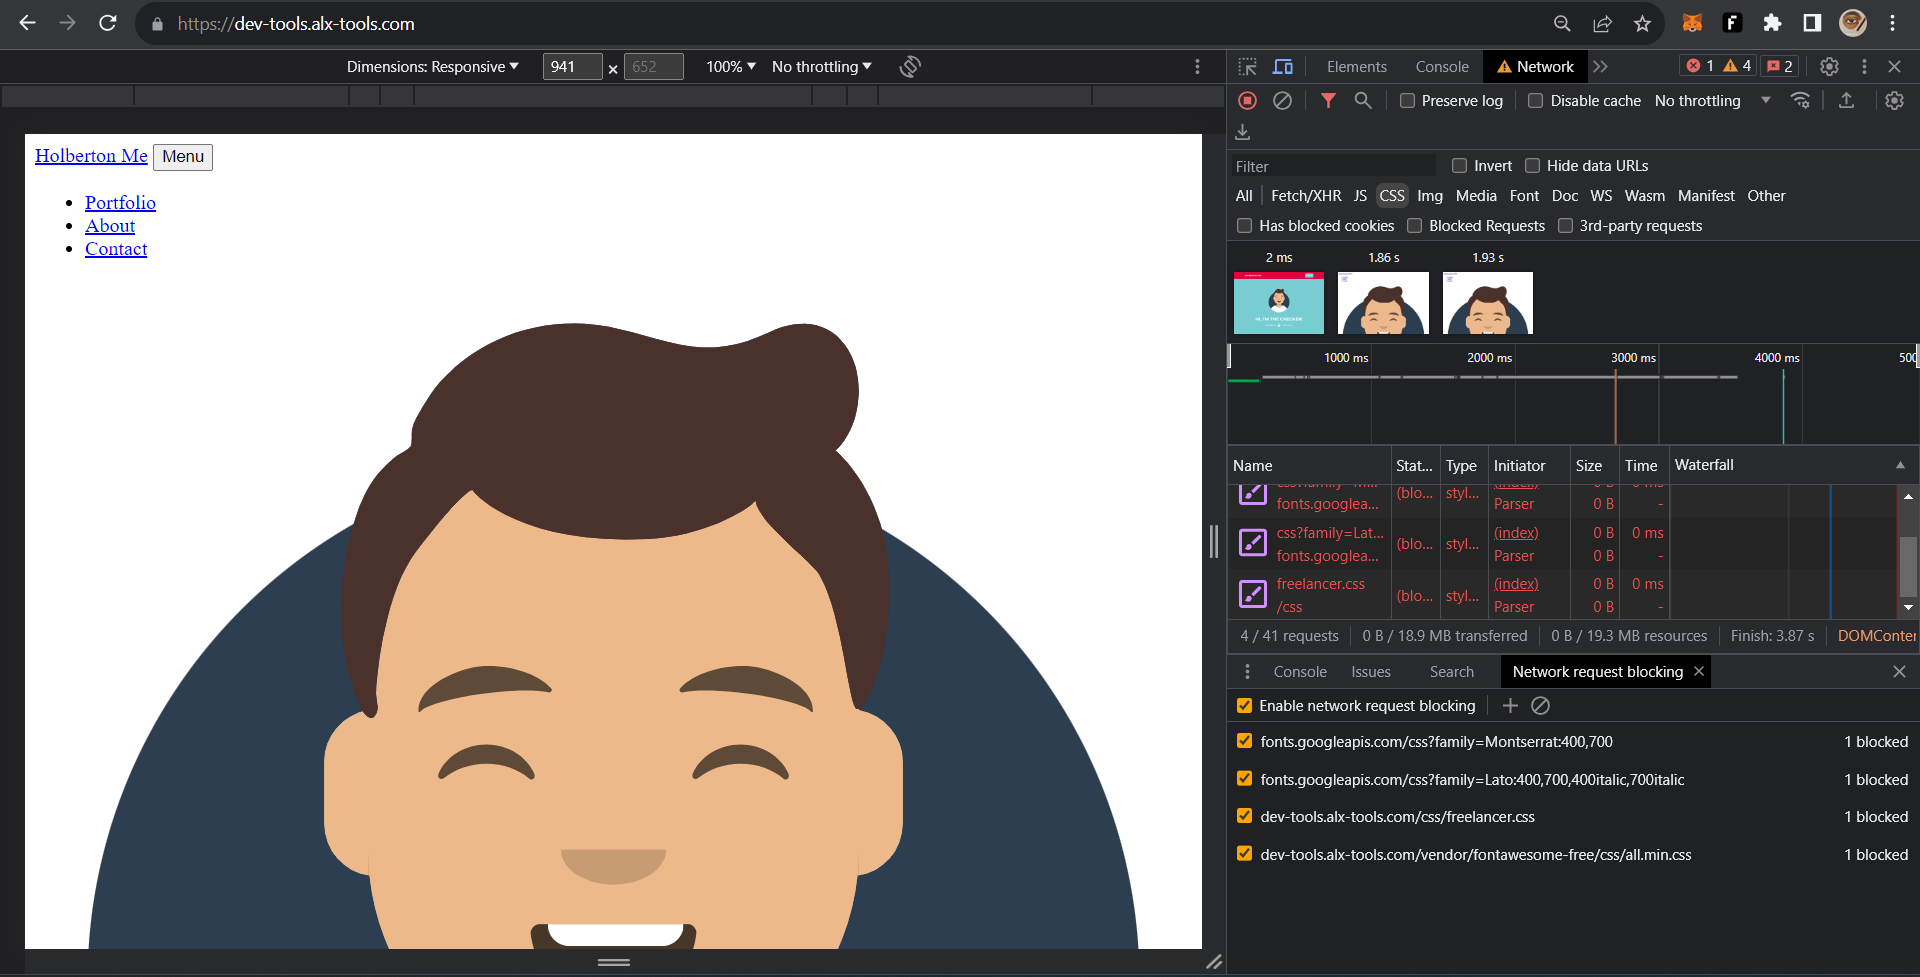 https://dev-tools.alx-tools.com
Dimensions: Responsive 941 × 652 100% No throttling
Elements Console Network 1 4 2
Preserve log Disable cache No throttling
Filter Invert Hide data URLs
All Fetch/XHR JS CSS Img Media Font Doc WS Wasm Manifest Other
Has blocked cookies Blocked Requests 3rd-party requests
2 ms 1.86 s 1.93 s
HI, I'M THE CHECKER!
1000 ms 2000 ms 3000 ms 4000 ms 500
Name Stat... Type Initiator Size Time Waterfall
(blo... styl... (index) 0 B 0 ms
fonts.googlea... Parser 0 B -
css?family=Lat... (blo... styl... (index) 0 B 0 ms
fonts.googlea... Parser 0 B -
freelancer.css (blo... styl... (index) 0 B 0 ms
/css Parser 0 B -
4 / 41 requests 0 B / 18.9 MB transferred 0 B / 19.3 MB resources Finish: 3.87 s DOMConter
Console Issues Search Network request blocking
Enable network request blocking
fonts.googleapis.com/css?family=Montserrat:400,700 1 blocked
fonts.googleapis.com/css?family=Lato:400,700,400italic,700italic 1 blocked
dev-tools.alx-tools.com/css/freelancer.css 1 blocked
dev-tools.alx-tools.com/vendor/fontawesome-free/css/all.min.css 1 blocked
Holberton Me Menu
Portfolio
About
Contact